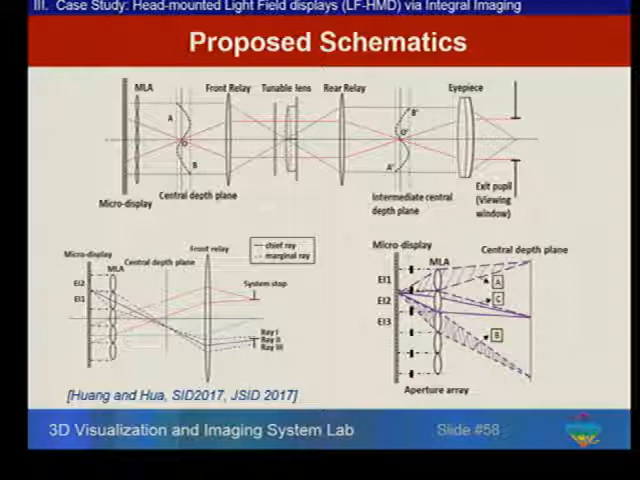 III. Case Study: Head-mounted Light Field displays (LF-HMD) via Integral Imaging
Proposed Schematics
MLA
Front Relay
Tunable lens
Rear Relay
Eyepiece
A
O
B
B'
O'
A'
Micro-display
Central depth plane
Intermediate central
depth plane
Exit pupil
(Viewing
window)
Micro-display
MLA
Central depth plane
Front relay
chief ray
marginal ray
System stop
EI2
EI1
Ray I
Ray II
Ray III
Micro-display
MLA
Central depth plane
EI1
EI2
EI3
A
C
B
Aperture array
[Huang and Hua, SID2017, JSID 2017]
3D Visualization and Imaging System Lab
Slide #58